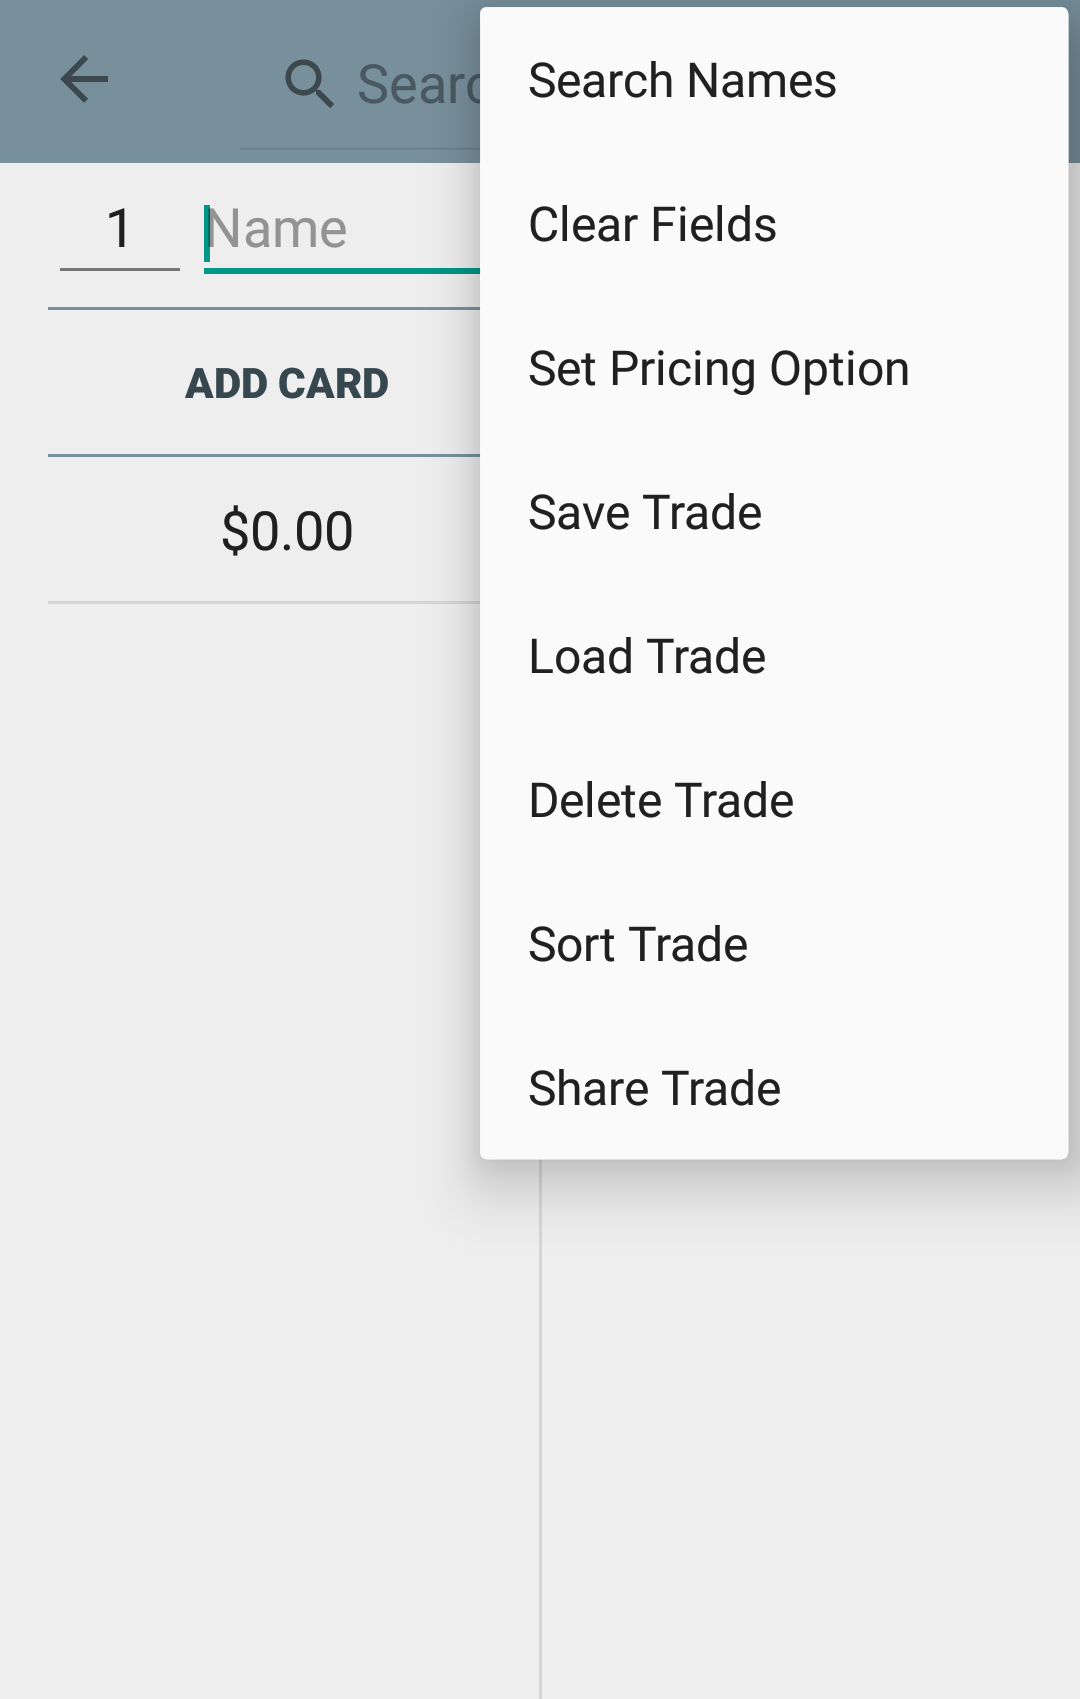 Search Names
1
Name
Clear Fields
ADD CARD
Set Pricing Option
$0.00
Save Trade
Load Trade
Delete Trade
Sort Trade
Share Trade